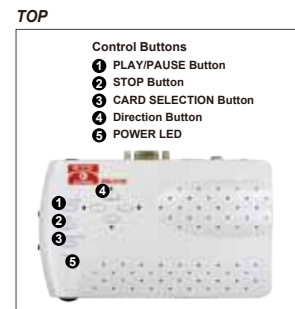 TOP
Control Buttons
1 PLAY/PAUSE Button
2 STOP Button
3 CARD SELECTION Button
4 Direction Button
5 POWER LED
4
1
2
3
5